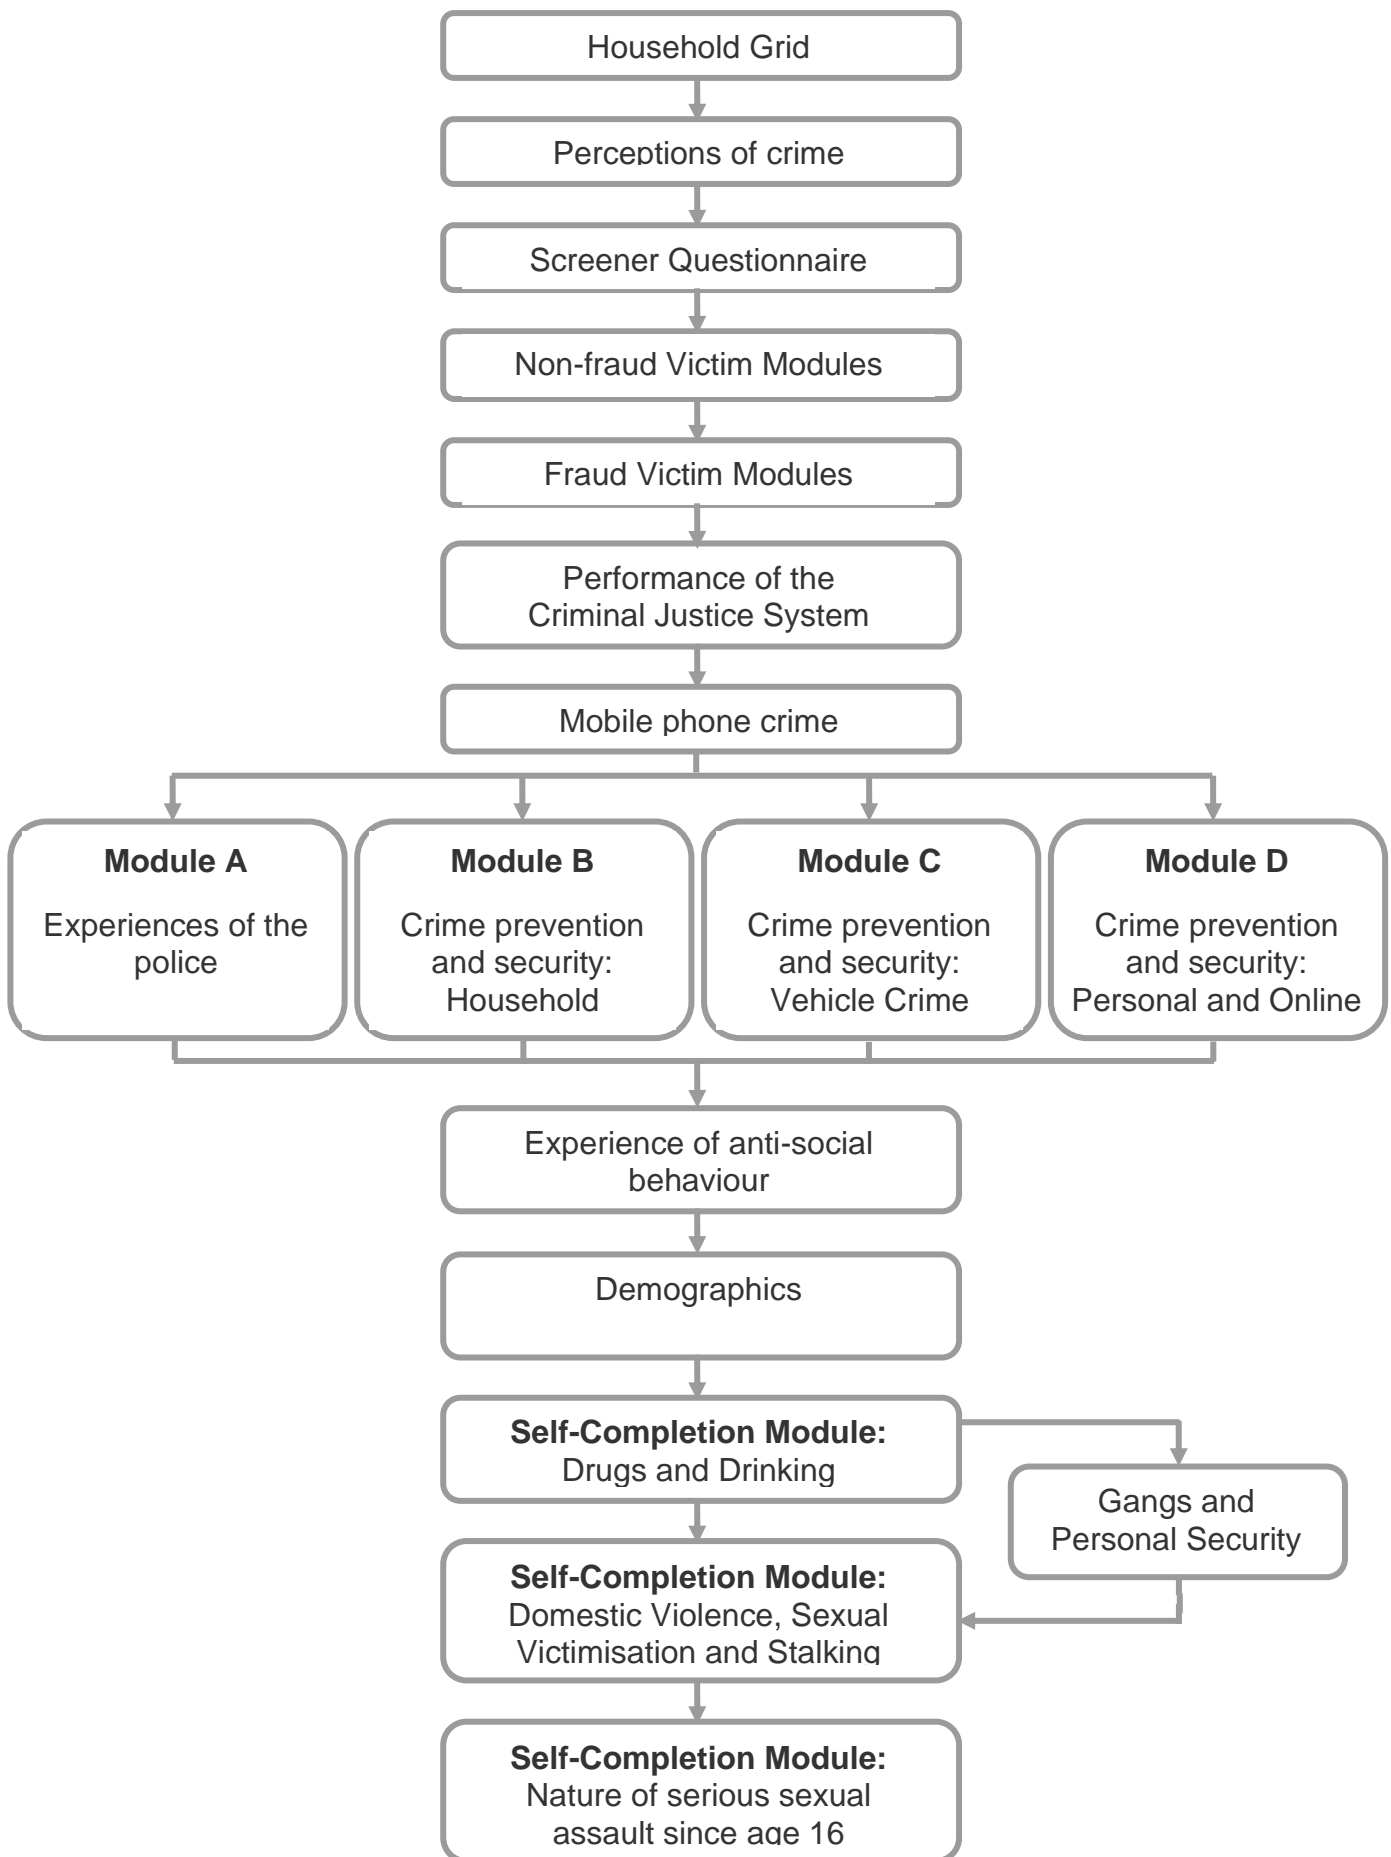 Household Grid
Perceptions of crime
Screener Questionnaire
Non-fraud Victim Modules
Fraud Victim Modules
Performance of the
Criminal Justice System
Mobile phone crime
Module A
Experiences of the
police
Module B
Crime prevention
and security:
Household
Module C
Crime prevention
and security:
Vehicle Crime
Module D
Crime prevention
and security:
Personal and Online
Experience of anti-social
behaviour
Demographics
Self-Completion Module:
Drugs and Drinking
Gangs and
Personal Security
Self-Completion Module:
Domestic Violence, Sexual
Victimisation and Stalking
Self-Completion Module:
Nature of serious sexual
assault since age 16